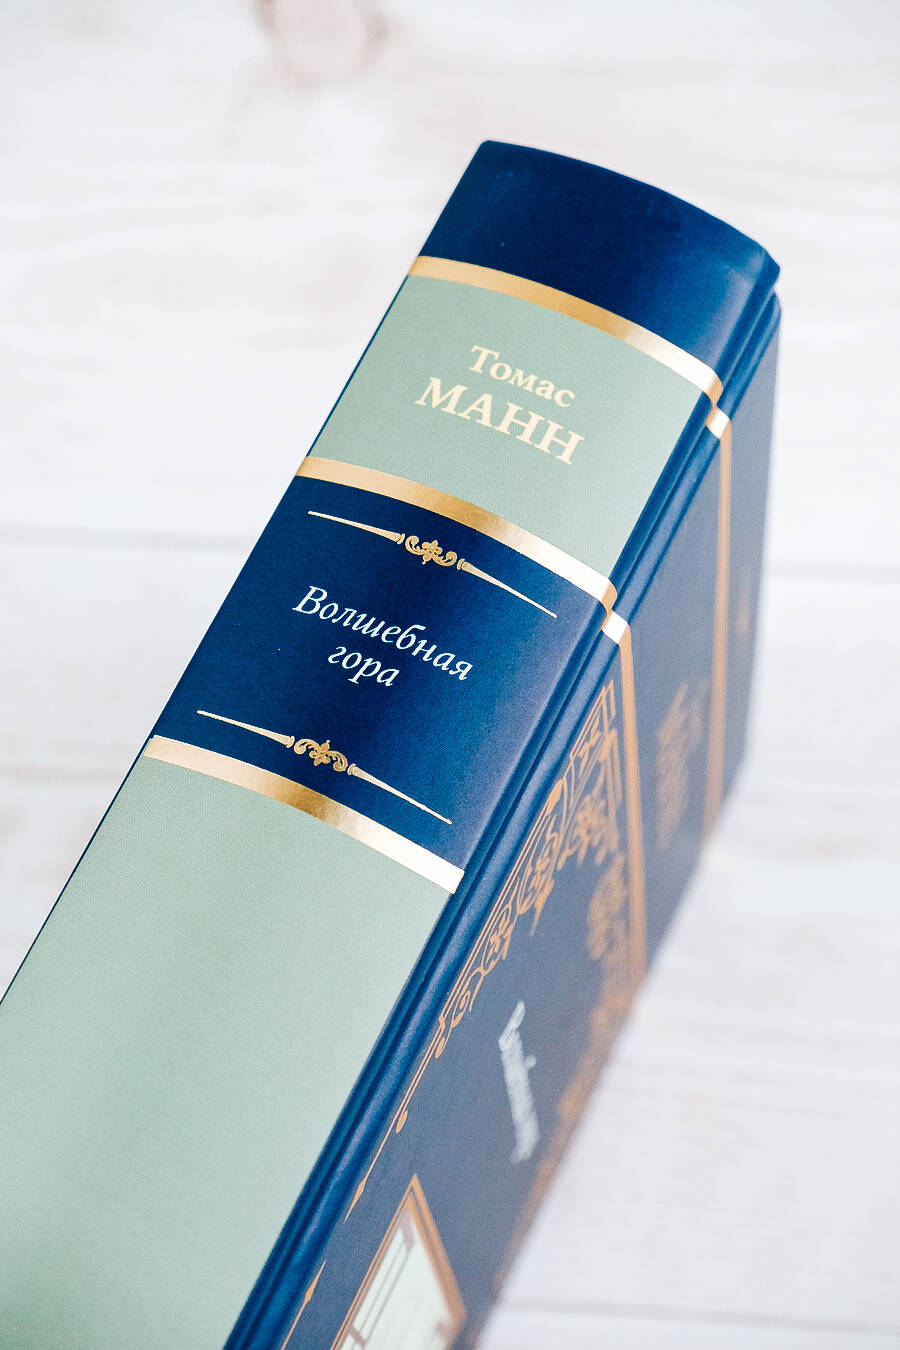 Томас
МАНН
Волшебная
гора